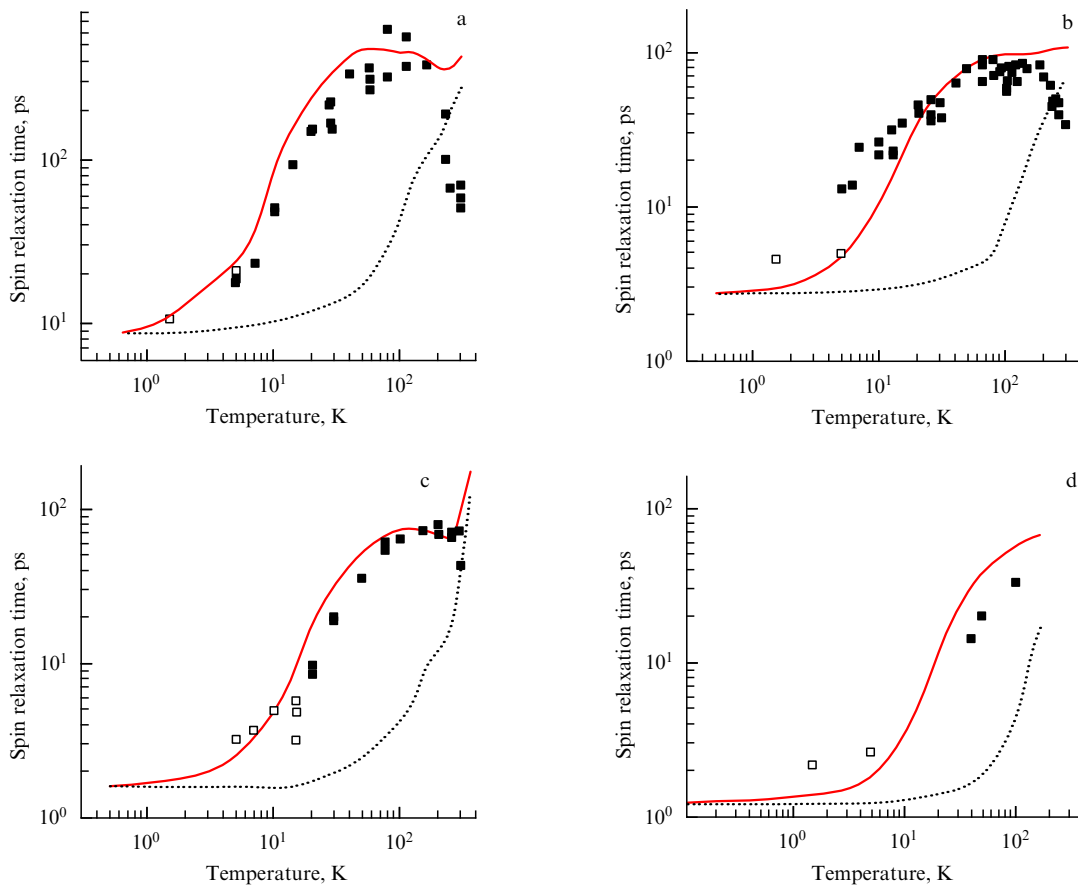 a
Spin relaxation time, ps
10²
10¹
10⁰ 10¹ 10²
Temperature, K
b
Spin relaxation time, ps
10²
10¹
10⁰
10⁰ 10¹ 10²
Temperature, K
c
Spin relaxation time, ps
10²
10¹
10⁰
10⁰ 10¹ 10²
Temperature, K
d
Spin relaxation time, ps
10²
10¹
10⁰
10⁰ 10¹ 10²
Temperature, K